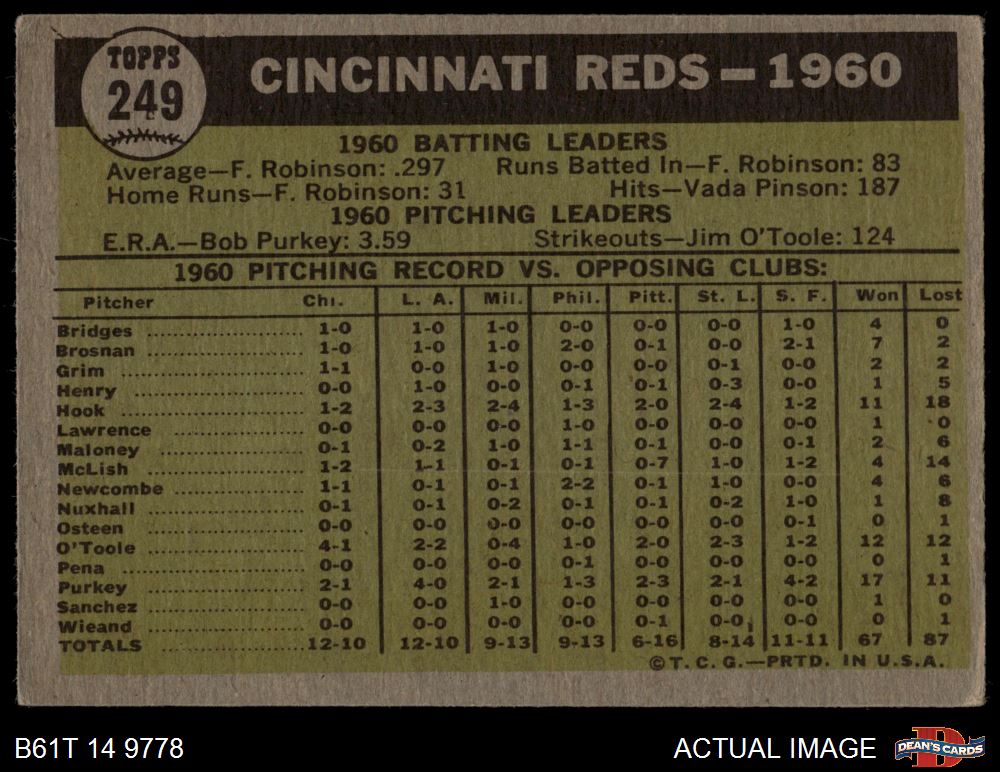 TOPPS
249
CINCINNATI REDS — 1960
1960 BATTING LEADERS
Average—F. Robinson: .297 Runs Batted In—F. Robinson: 83
Home Runs—F. Robinson: 31 Hits—Vada Pinson: 187
1960 PITCHING LEADERS
E.R.A.—Bob Purkey: 3.59 Strikeouts—Jim O'Toole: 124
1960 PITCHING RECORD VS. OPPOSING CLUBS:
Pitcher Chi. L. A. Mil. Phil. Pitt. St. L. S. F. Won Lost
Bridges 1-0 1-0 1-0 0-0 0-0 0-0 1-0 4 0
Brosnan 1-0 1-0 1-0 2-0 0-1 0-0 2-1 7 2
Grim 1-1 0-0 1-0 0-0 0-0 0-1 0-0 2 2
Henry 0-0 1-0 0-0 0-1 0-1 0-3 0-0 1 5
Hook 1-2 2-3 2-4 1-3 2-0 2-4 1-2 11 18
Lawrence 0-0 0-0 0-0 1-0 0-0 0-0 0-0 1 0
Maloney 0-1 0-2 1-0 1-1 0-1 0-0 0-1 2 6
McLish 1-2 1-1 0-1 0-1 0-7 1-0 1-2 4 14
Newcombe 1-1 0-1 0-1 2-2 0-1 1-0 0-0 4 6
Nuxhall 0-1 0-1 0-2 0-1 0-1 0-2 1-0 1 8
Osteen 0-0 0-0 0-0 0-0 0-0 0-0 0-1 0 1
O'Toole 4-1 2-2 0-4 1-0 2-0 2-3 1-2 12 12
Pena 0-0 0-0 0-0 0-1 0-0 0-0 0-0 0 1
Purkey 2-1 4-0 2-1 1-3 2-3 2-1 4-2 17 11
Sanchez 0-0 0-0 1-0 0-0 0-0 0-0 0-0 1 0
Wieand 0-0 0-0 0-0 0-0 0-1 0-0 0-0 0 1
TOTALS 12-10 12-10 9-13 9-13 6-16 8-14 11-11 67 87
©T. C. G.—PRTD. IN U.S.A.
B61T 14 9778 ACTUAL IMAGE DEAN'S CARDS